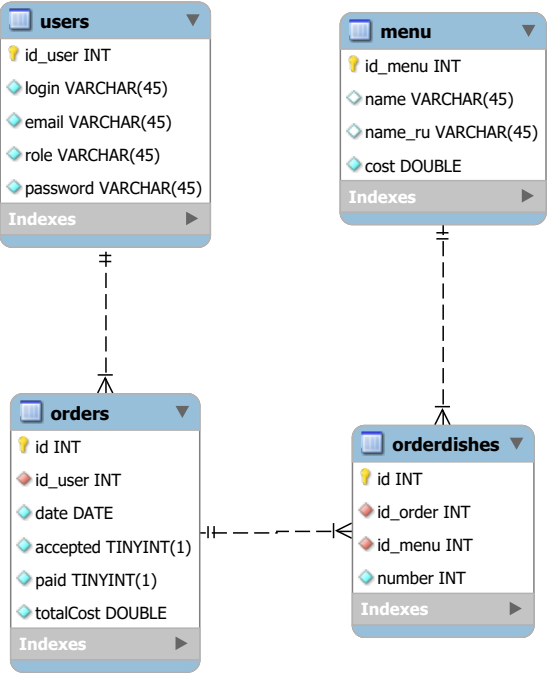 users
id_user INT
login VARCHAR(45)
email VARCHAR(45)
role VARCHAR(45)
password VARCHAR(45)
Indexes
menu
id_menu INT
name VARCHAR(45)
name_ru VARCHAR(45)
cost DOUBLE
Indexes
orders
id INT
id_user INT
date DATE
accepted TINYINT(1)
paid TINYINT(1)
totalCost DOUBLE
Indexes
orderdishes
id INT
id_order INT
id_menu INT
number INT
Indexes